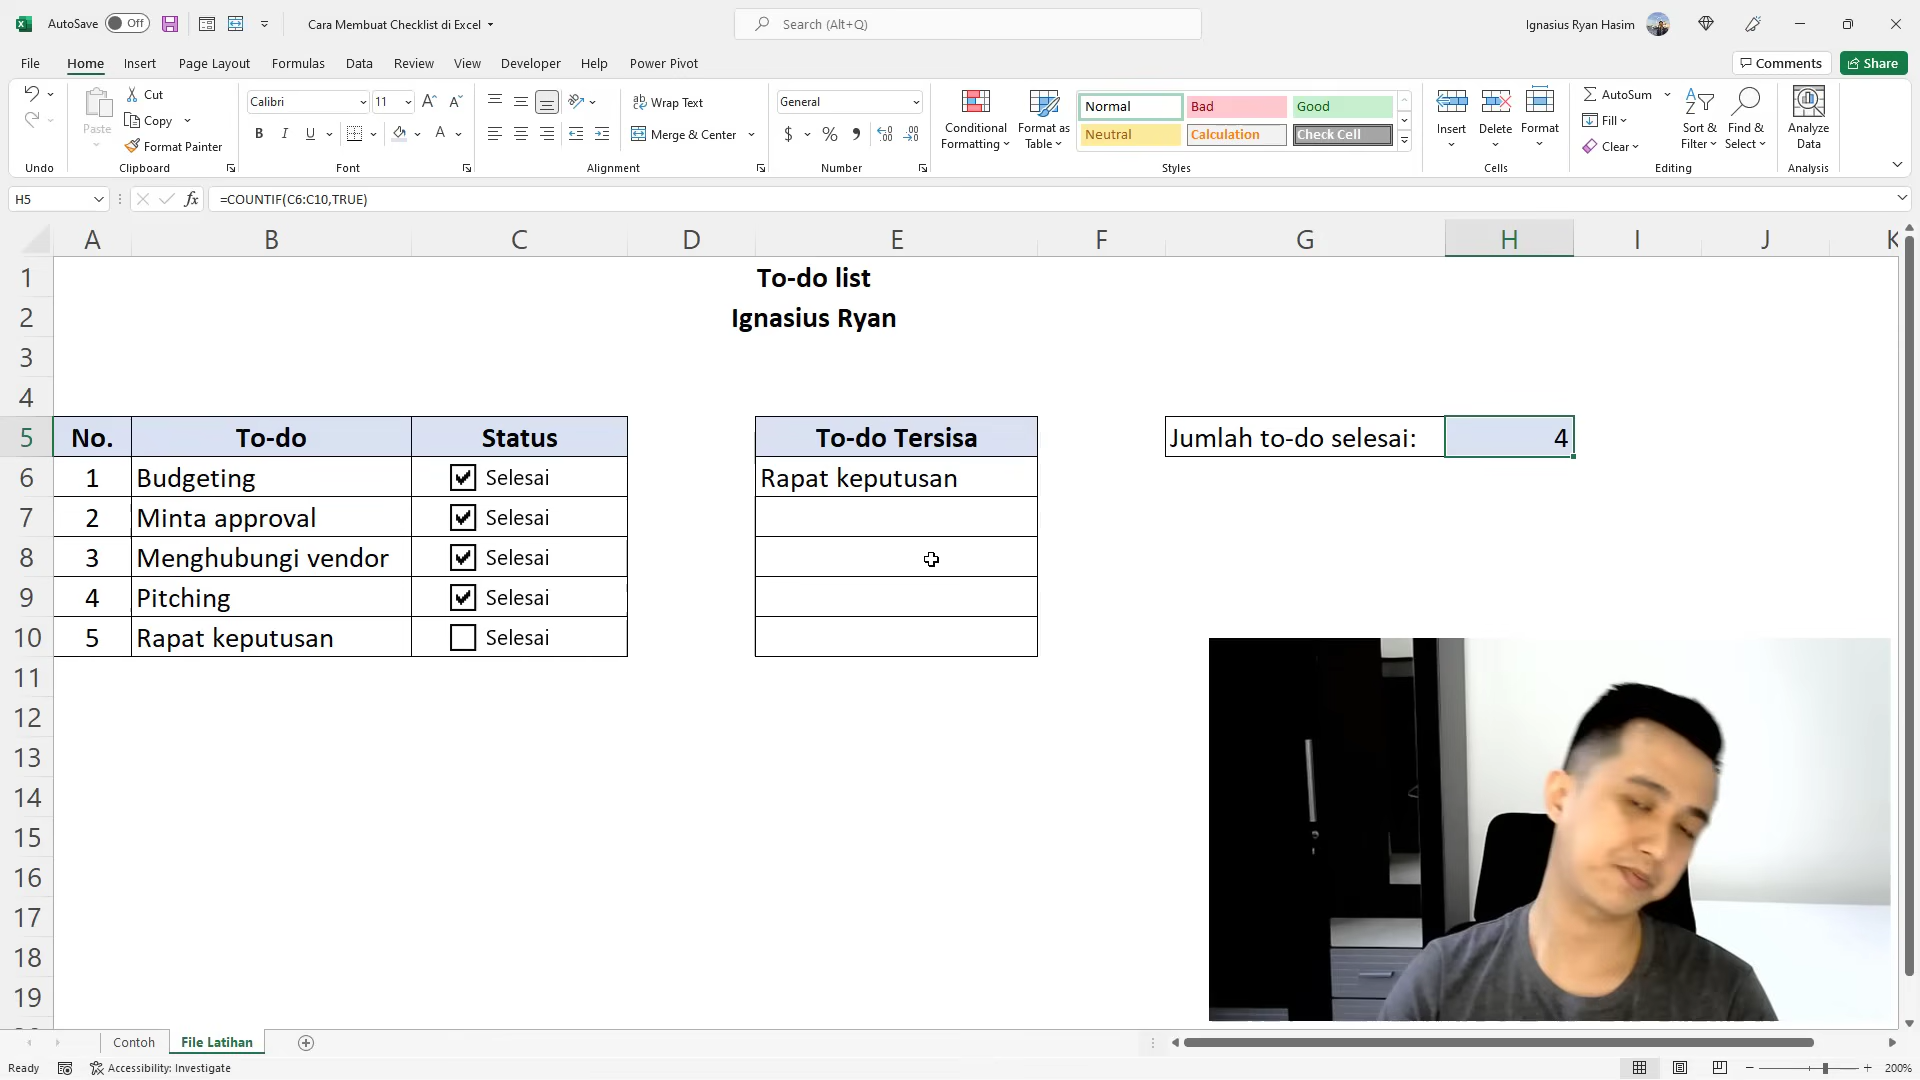 AutoSave Off Cara Membuat Checklist di Excel Search (Alt+Q) Ignasius Ryan Hasim
File Home Insert Page Layout Formulas Data Review View Developer Help Power Pivot Comments Share
Paste Cut Copy Format Painter
Calibri 11 B I U A
Wrap Text Merge & Center
General $ %
Conditional Formatting Format as Table
Normal Bad Good
Neutral Calculation Check Cell
Insert Delete Format
AutoSum Fill Clear Sort & Filter Find & Select Analyze Data
Undo Clipboard Font Alignment Number Styles Cells Editing Analysis
H5 fx =COUNTIF(C6:C10,TRUE)
A B C D E F G H I J K
1 To-do list
2 Ignasius Ryan
3
4
5 No. To-do Status To-do Tersisa Jumlah to-do selesai: 4
6 1 Budgeting Selesai Rapat keputusan
7 2 Minta approval Selesai
8 3 Menghubungi vendor Selesai
9 4 Pitching Selesai
10 5 Rapat keputusan Selesai
11
12
13
14
15
16
17
18
19
Contoh File Latihan
Ready Accessibility: Investigate 200%